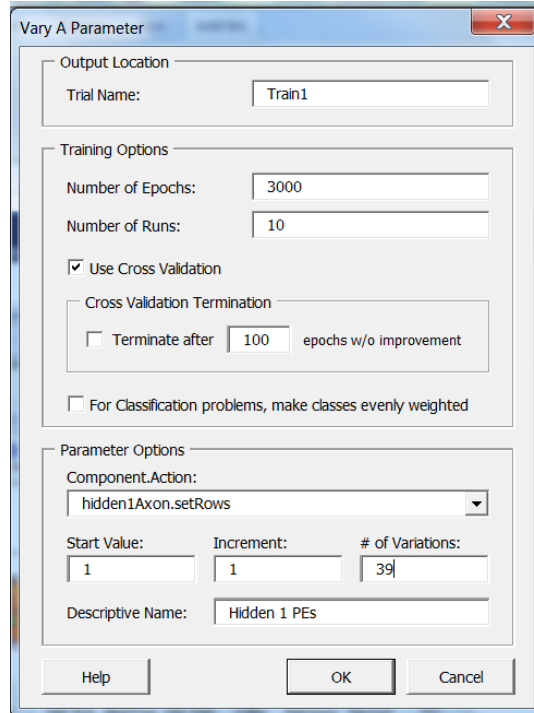 Vary A Parameter
Output Location
Trial Name: Train1
Training Options
Number of Epochs: 3000
Number of Runs: 10
Use Cross Validation
Cross Validation Termination
Terminate after 100 epochs w/o improvement
For Classification problems, make classes evenly weighted
Parameter Options
Component.Action:
hidden1Axon.setRows
Start Value: Increment: # of Variations:
1 1 39
Descriptive Name: Hidden 1 PEs
Help OK Cancel